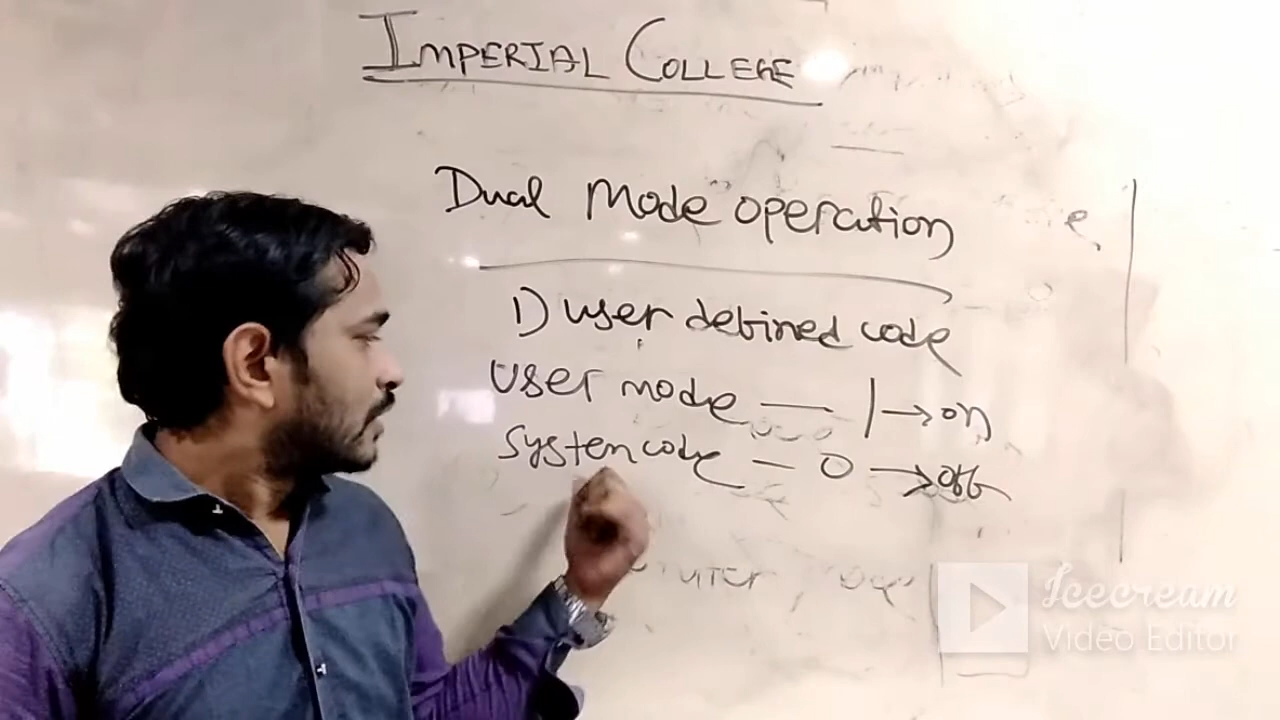 IMPERIAL COLLEGE
Dual Mode operation
1) user defined code
user mode — 1 → on
system code — 0 → off
Icecream
Video Editor